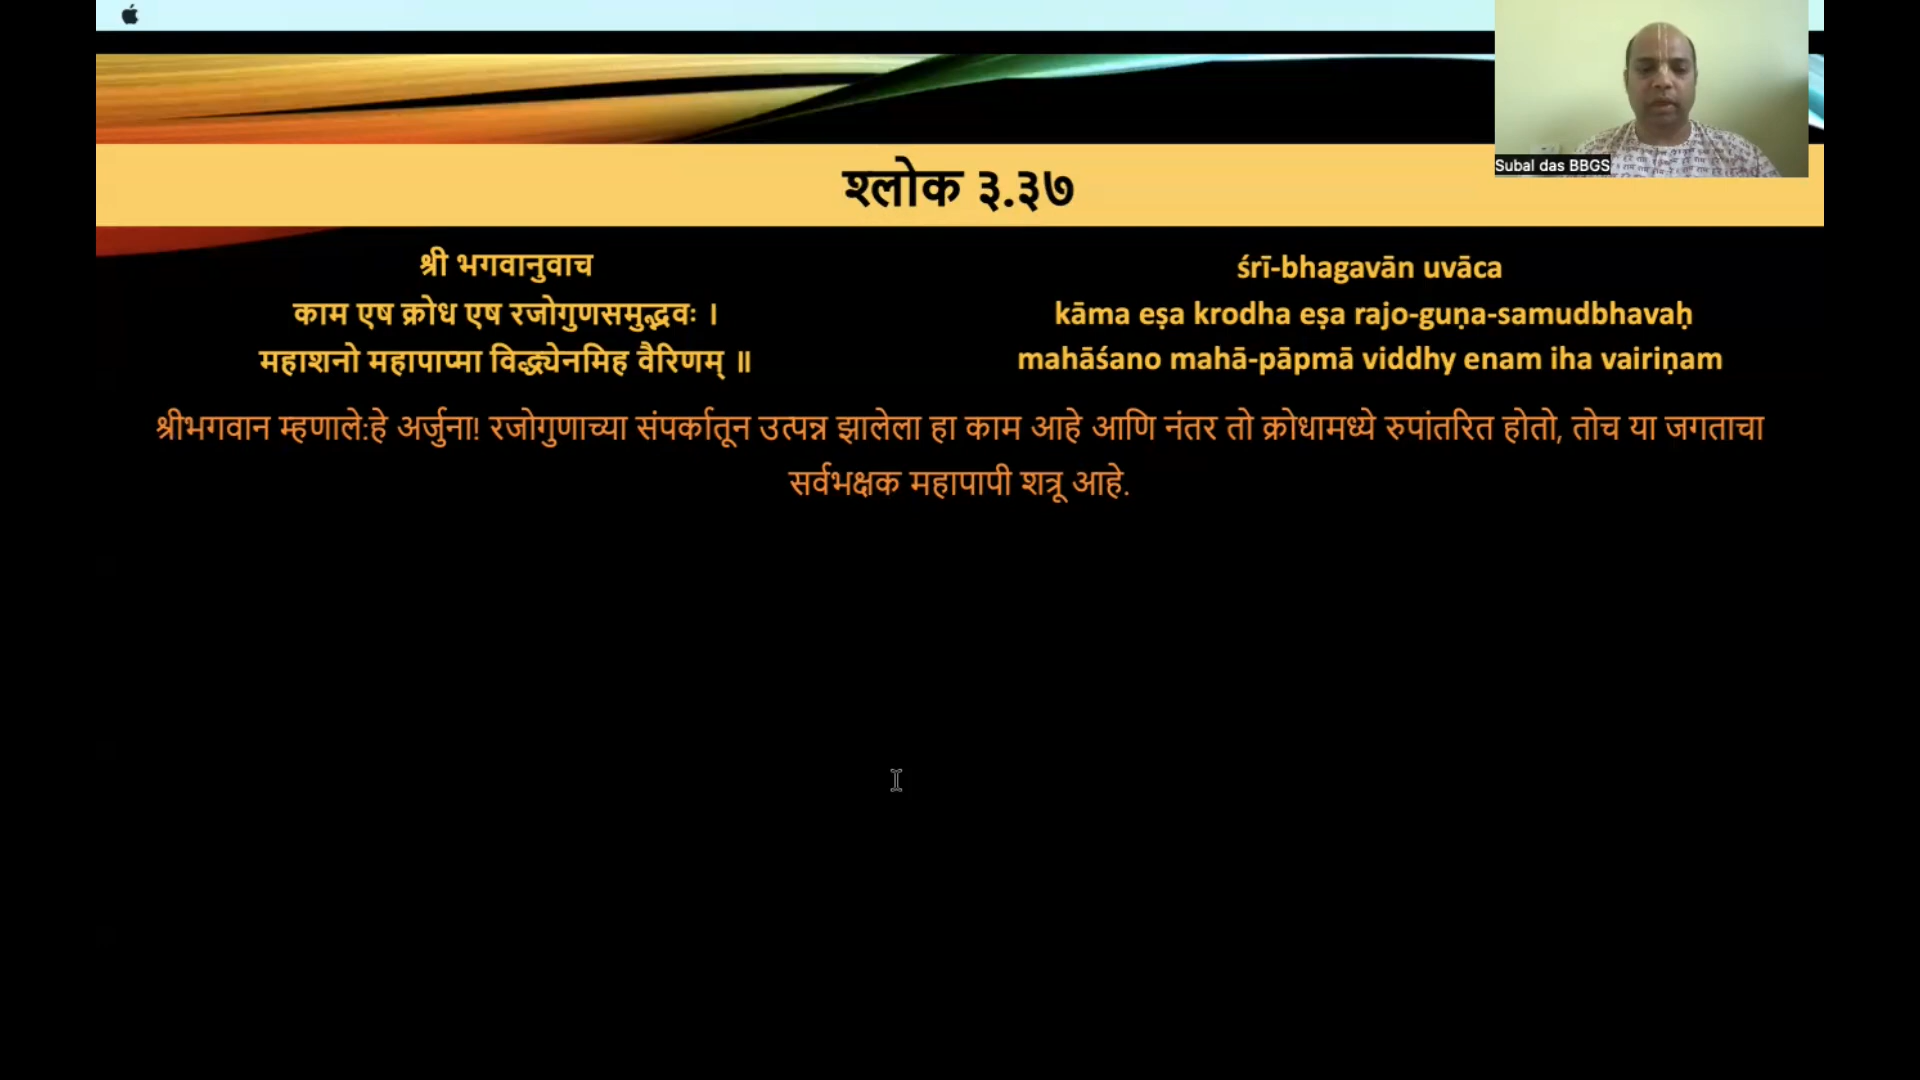 श्लोक ३.३७
श्री भगवानुवाच
काम एष क्रोध एष रजोगुणसमुद्भवः ।
महाशनो महापाप्मा विद्ध्येनमिह वैरिणम् ॥
śrī-bhagavān uvāca
kāma eṣa krodha eṣa rajo-guṇa-samudbhavaḥ
mahāśano mahā-pāpmā viddhy enam iha vairiṇam
श्रीभगवान म्हणाले:हे अर्जुना! रजोगुणाच्या संपर्कातून उत्पन्न झालेला हा काम आहे आणि नंतर तो क्रोधामध्ये रुपांतरित होतो, तोच या जगताचा
सर्वभक्षक महापापी शत्रू आहे.
Subal das BBGS